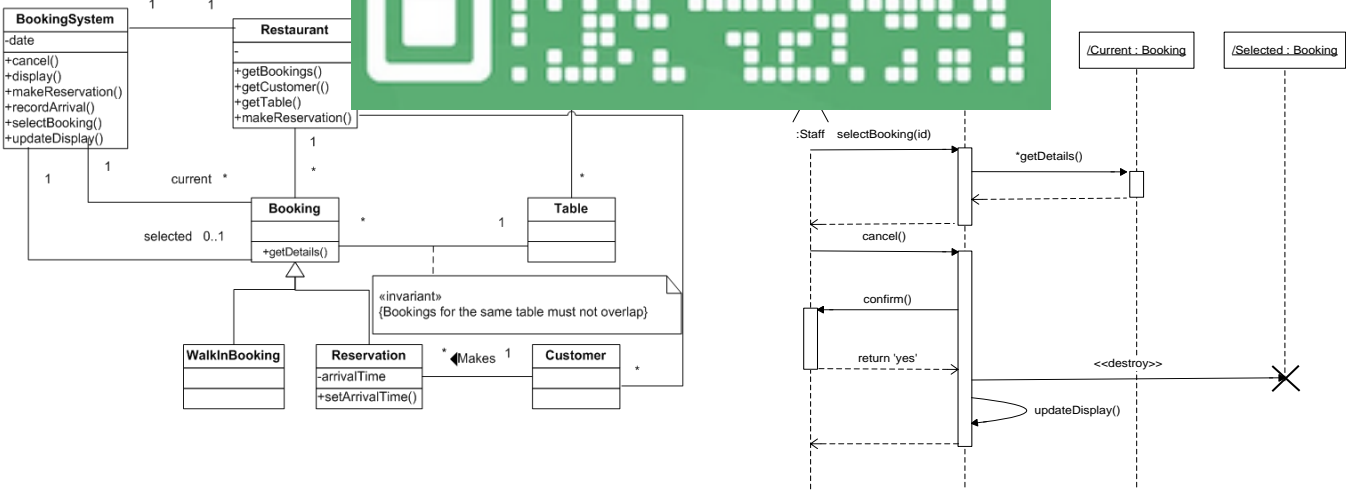 1 1
BookingSystem
-date
+cancel()
+display()
+makeReservation()
+recordArrival()
+selectBooking()
+updateDisplay()
Restaurant
-
+getBookings()
+getCustomer(()
+getTable()
+makeReservation()
1
*
1
1
current *
selected 0..1
Booking
+getDetails()
*
1
*
Table
«invariant»
{Bookings for the same table must not overlap}
WalkInBooking
Reservation
-arrivalTime
+setArrivalTime()
* Makes 1
Customer
*
/Current : Booking
/Selected : Booking
:Staff selectBooking(id)
*getDetails()
cancel()
confirm()
return 'yes'
<<destroy>>
updateDisplay()